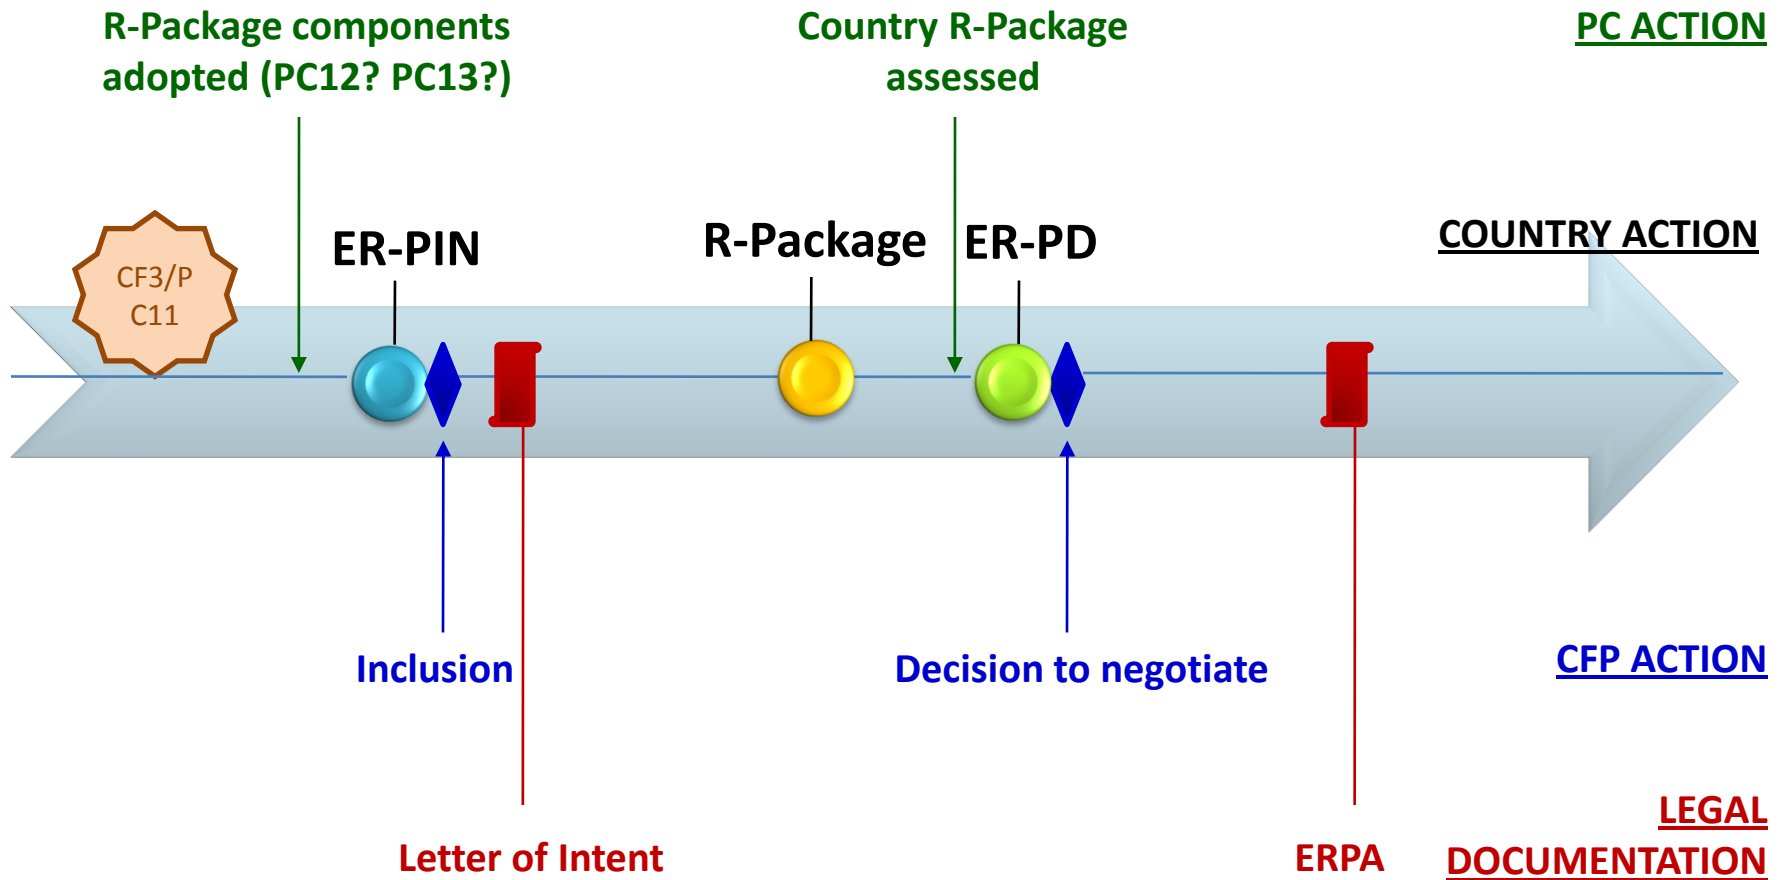 R-Package components
adopted (PC12? PC13?)
Country R-Package
assessed
PC ACTION
CF3/P
C11
ER-PIN
R-Package
ER-PD
COUNTRY ACTION
Inclusion
Decision to negotiate
CFP ACTION
Letter of Intent
ERPA
LEGAL
DOCUMENTATION